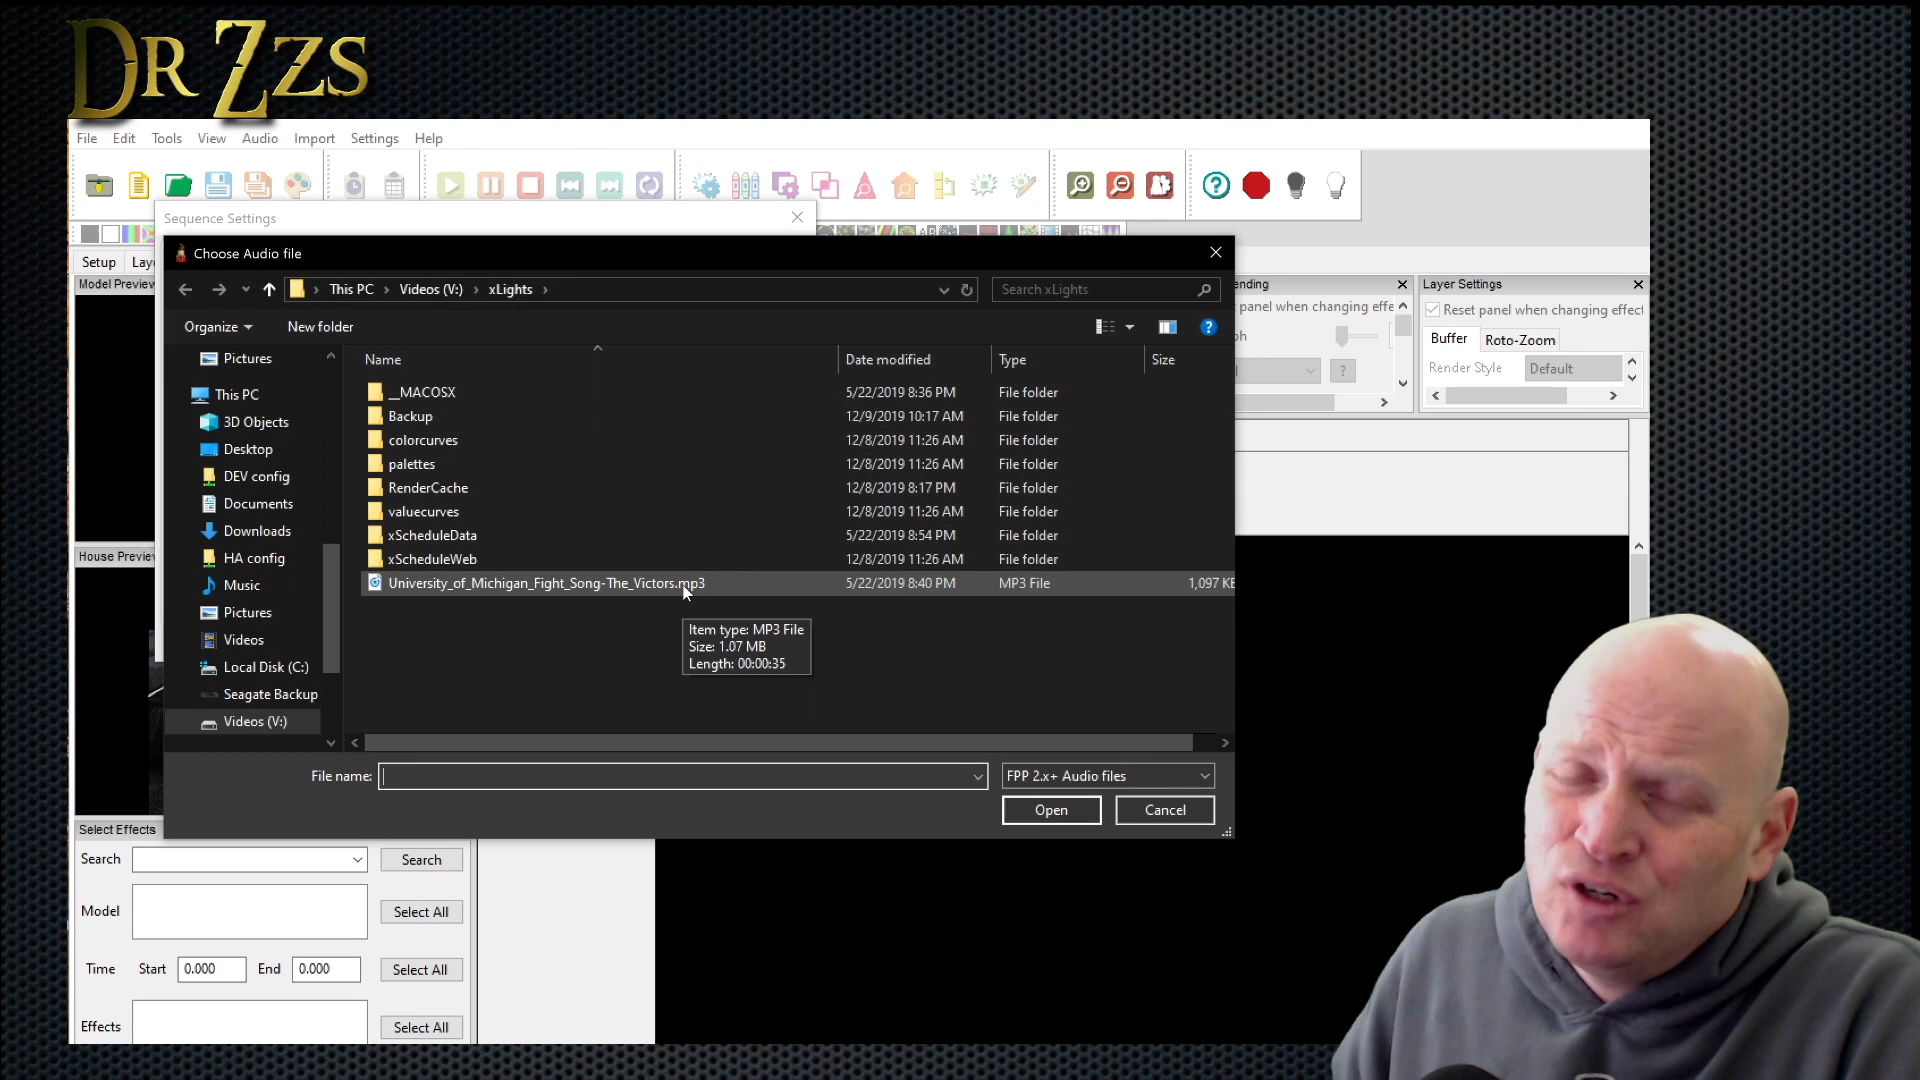 DR ZZS
File Edit Tools View Audio Import Settings Help
Sequence Settings
Setup Lay
Choose Audio file
Model Preview
This PC Videos (V:) xLights
Search xLights
ending
Layer Settings
panel when changing effe
Reset panel when changing effect
Organize New folder
Buffer Roto-Zoom
Render Style Default
Name Date modified Type Size
Pictures
This PC
3D Objects
Desktop
DEV config
Documents
Downloads
HA config
Music
Pictures
Videos
Local Disk (C:)
Seagate Backup
Videos (V:)
__MACOSX 5/22/2019 8:36 PM File folder
Backup 12/9/2019 10:17 AM File folder
colorcurves 12/8/2019 11:26 AM File folder
palettes 12/8/2019 11:26 AM File folder
RenderCache 12/8/2019 8:17 PM File folder
valuecurves 12/8/2019 11:26 AM File folder
xScheduleData 5/22/2019 8:54 PM File folder
xScheduleWeb 12/8/2019 11:26 AM File folder
University_of_Michigan_Fight_Song-The_Victors.mp3 5/22/2019 8:40 PM MP3 File 1,097 KB
Item type: MP3 File
Size: 1.07 MB
Length: 00:00:35
House Preview
File name: FPP 2.x+ Audio files
Open Cancel
Select Effects
Search Search
Model Select All
Time Start 0.000 End 0.000 Select All
Effects Select All